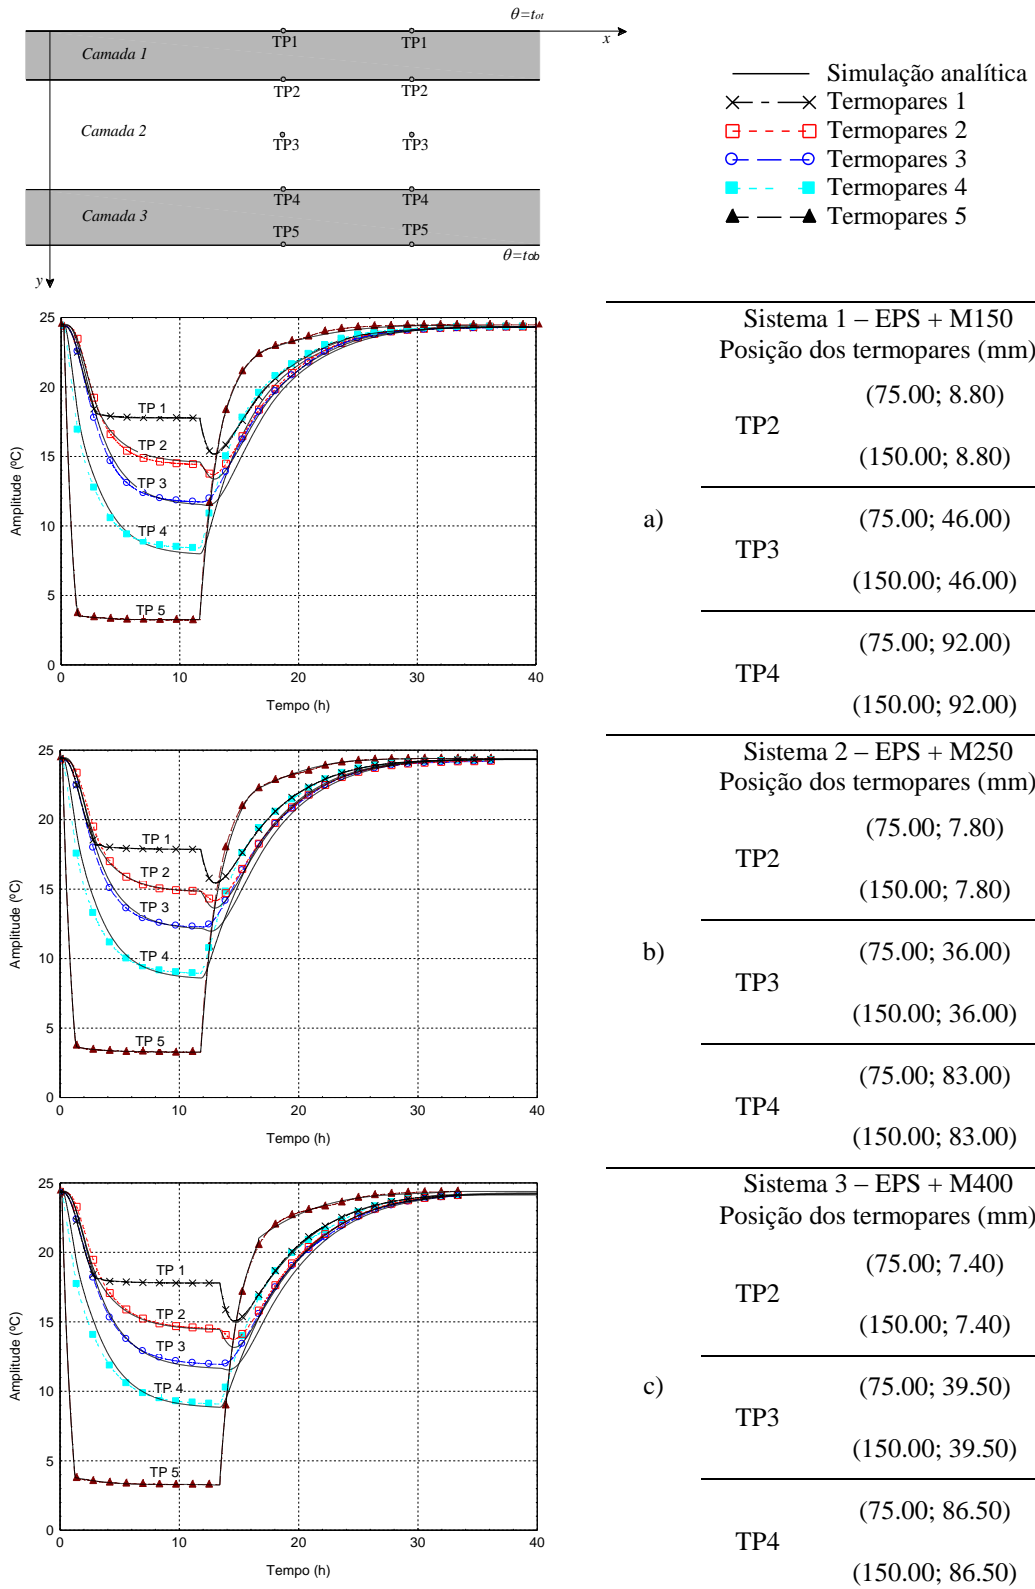 θ=tot
x
Camada 1
TP1 TP1
TP2 TP2
Camada 2
TP3 TP3
TP4 TP4
Camada 3
TP5 TP5
θ=tab
y
Simulação analítica
Termopares 1
Termopares 2
Termopares 3
Termopares 4
Termopares 5
25
20
15
10
5
0
Amplitude (ºC)
TP 1
TP 2
TP 3
TP 4
TP 5
0 10 20 30 40
Tempo (h)
a)
Sistema 1 – EPS + M150
Posição dos termopares (mm)
(75.00; 8.80)
TP2
(150.00; 8.80)
(75.00; 46.00)
TP3
(150.00; 46.00)
(75.00; 92.00)
TP4
(150.00; 92.00)
25
20
15
10
5
0
Amplitude (ºC)
TP 1
TP 2
TP 3
TP 4
TP 5
0 10 20 30 40
Tempo (h)
b)
Sistema 2 – EPS + M250
Posição dos termopares (mm)
(75.00; 7.80)
TP2
(150.00; 7.80)
(75.00; 36.00)
TP3
(150.00; 36.00)
(75.00; 83.00)
TP4
(150.00; 83.00)
25
20
15
10
5
0
Amplitude (ºC)
TP 1
TP 2
TP 3
TP 4
TP 5
0 10 20 30 40
Tempo (h)
c)
Sistema 3 – EPS + M400
Posição dos termopares (mm)
(75.00; 7.40)
TP2
(150.00; 7.40)
(75.00; 39.50)
TP3
(150.00; 39.50)
(75.00; 86.50)
TP4
(150.00; 86.50)